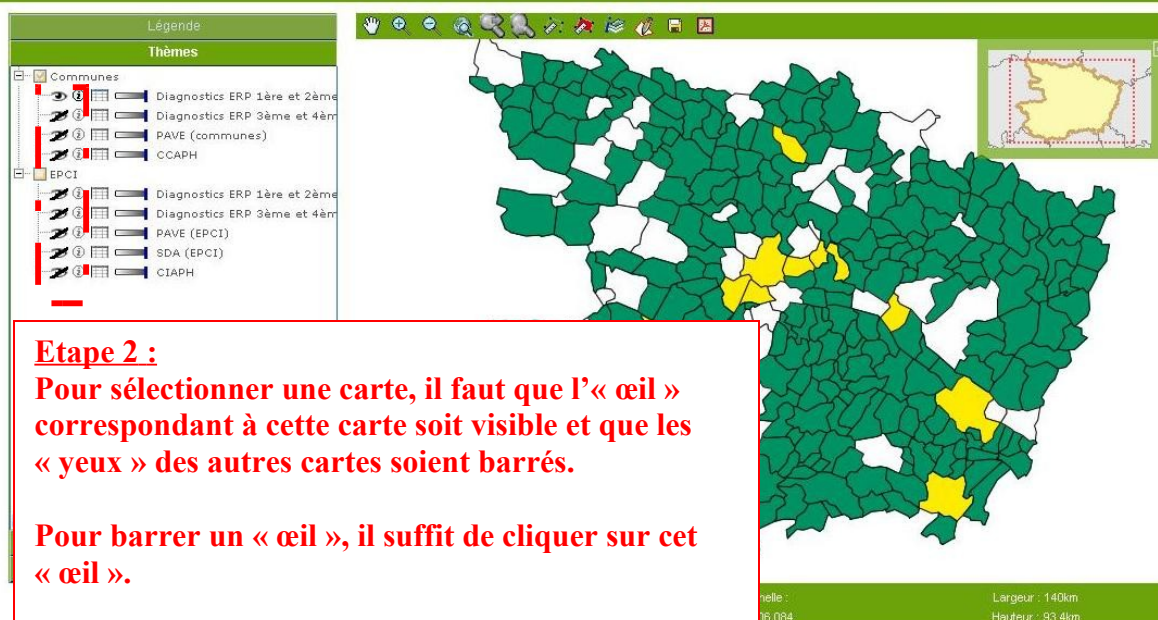 Légende
Thèmes
Communes
Diagnostics ERP 1ère et 2ème
Diagnostics ERP 3ème et 4èm
PAVE (communes)
CCAPH
EPCI
Diagnostics ERP 1ère et 2ème
Diagnostics ERP 3ème et 4èm
PAVE (EPCI)
SDA (EPCI)
CIAPH
Etape 2 :
Pour sélectionner une carte, il faut que l'« œil »
correspondant à cette carte soit visible et que les
« yeux » des autres cartes soient barrés.
Pour barrer un « œil », il suffit de cliquer sur cet
« œil ».
Largeur : 140km
Hauteur : 93.4km